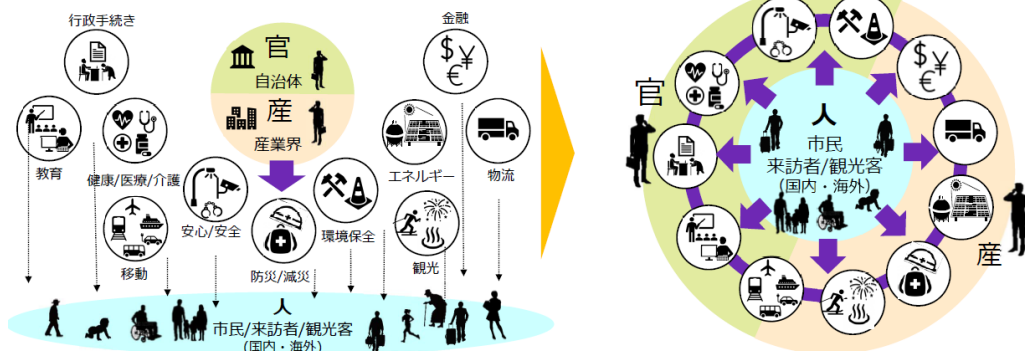 行政手続き
金融
$ ¥
€
官
自治体
産
産業界
教育
健康/医療/介護
エネルギー
物流
安心/安全
環境保全
移動
防災/減災
観光
人
市民/来訪者/観光客
(国内・海外)
官
$ ¥
€
人
市民
来訪者/観光客
(国内・海外)
産